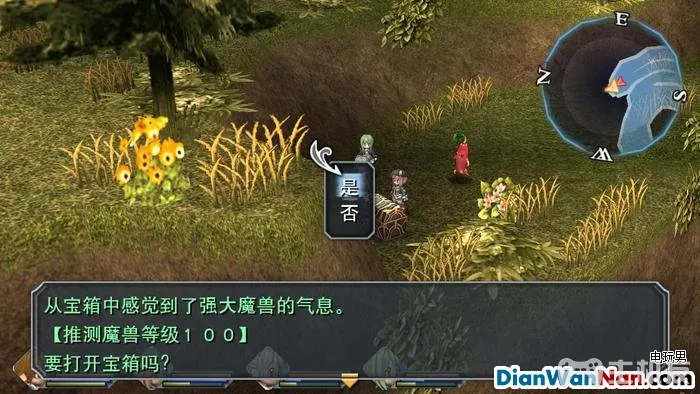 E
N
S
W
是
否
从宝箱中感觉到了强大魔兽的气息。
【推测魔兽等级１００】
要打开宝箱吗?
电玩男
DianWanNan.com